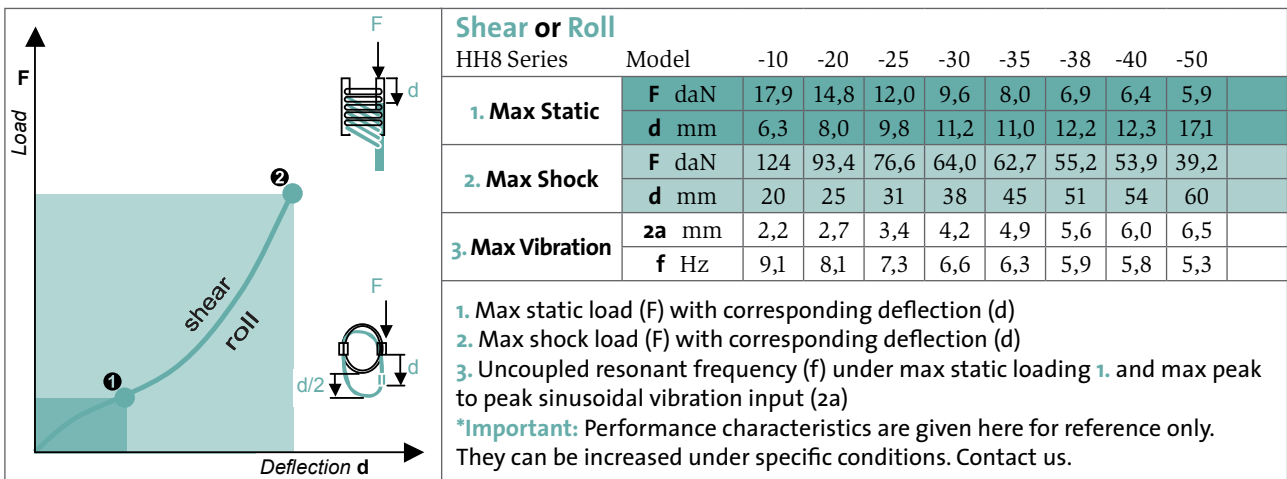 F
Load
shear
roll
❶
❷
Deflection d
F
d
F
d
d/2
Shear or Roll
HH8 Series Model -10 -20 -25 -30 -35 -38 -40 -50
1. Max Static
F daN 17,9 14,8 12,0 9,6 8,0 6,9 6,4 5,9
d mm 6,3 8,0 9,8 11,2 11,0 12,2 12,3 17,1
2. Max Shock
F daN 124 93,4 76,6 64,0 62,7 55,2 53,9 39,2
d mm 20 25 31 38 45 51 54 60
3. Max Vibration
2a mm 2,2 2,7 3,4 4,2 4,9 5,6 6,0 6,5
f Hz 9,1 8,1 7,3 6,6 6,3 5,9 5,8 5,3
1. Max static load (F) with corresponding deflection (d)
2. Max shock load (F) with corresponding deflection (d)
3. Uncoupled resonant frequency (f) under max static loading 1. and max peak
to peak sinusoidal vibration input (2a)
*Important: Performance characteristics are given here for reference only.
They can be increased under specific conditions. Contact us.